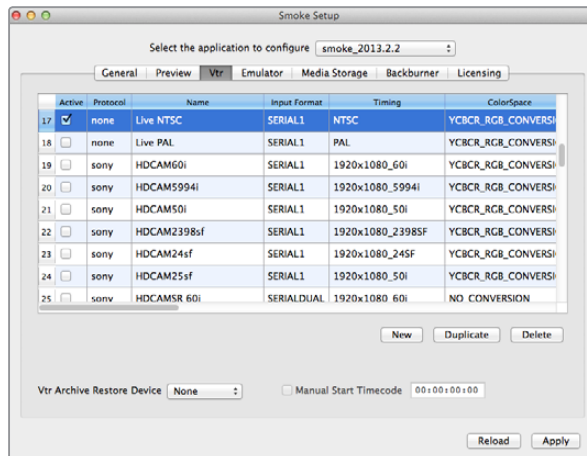 Smoke Setup
Select the application to configure smoke_2013.2.2
General Preview Vtr Emulator Media Storage Backburner Licensing
Active Protocol Name Input Format Timing ColorSpace
17 none Live NTSC SERIAL1 NTSC YCBCR_RGB_CONVERSI
18 none Live PAL SERIAL1 PAL YCBCR_RGB_CONVERSI
19 sony HDCAM60i SERIAL1 1920x1080_60i YCBCR_RGB_CONVERSI
20 sony HDCAM5994i SERIAL1 1920x1080_5994i YCBCR_RGB_CONVERSI
21 sony HDCAM50i SERIAL1 1920x1080_50i YCBCR_RGB_CONVERSI
22 sony HDCAM2398sf SERIAL1 1920x1080_2398SF YCBCR_RGB_CONVERSI
23 sony HDCAM24sf SERIAL1 1920x1080_24SF YCBCR_RGB_CONVERSI
24 sony HDCAM25sf SERIAL1 1920x1080_50i YCBCR_RGB_CONVERSI
25 sony HDCAMSR 60i SERIALDUAL 1920x1080 60i NO CONVERSION
New Duplicate Delete
Vtr Archive Restore Device None Manual Start Timecode 00:00:00:00
Reload Apply